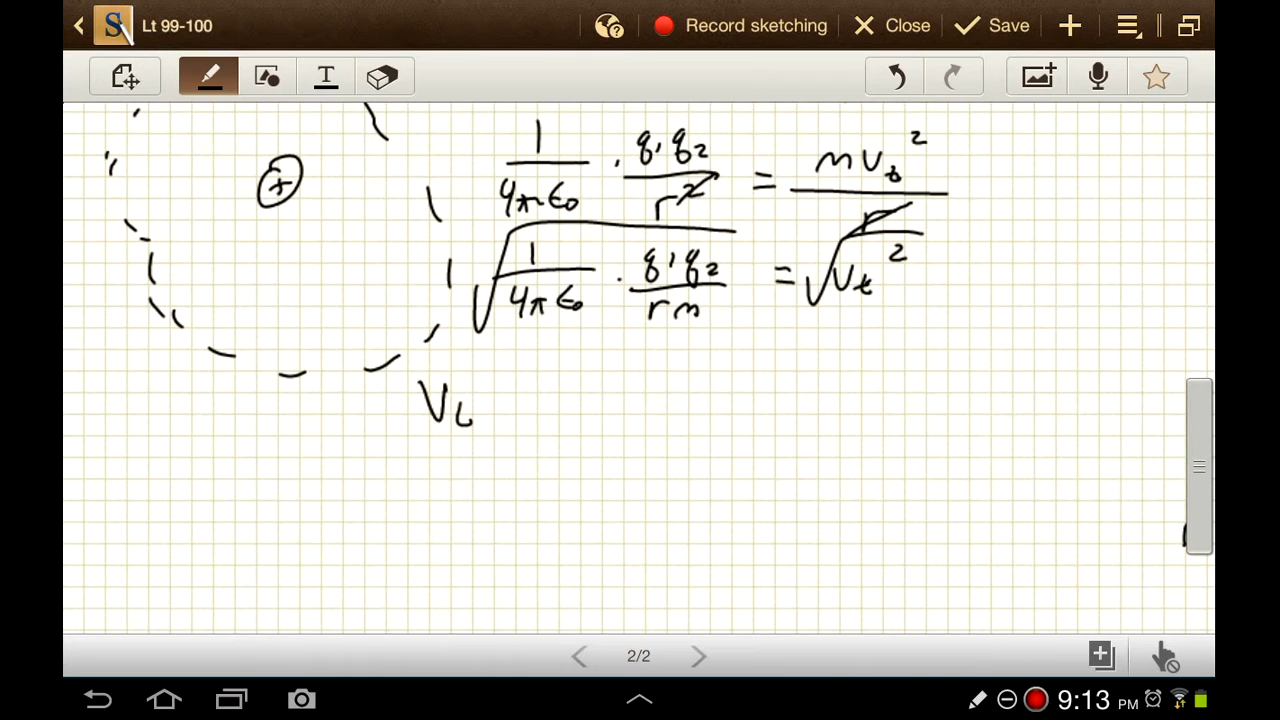 Lt 99-100
Record sketching
Close
Save
T
+
1/4πε₀ · q₁q₂/r² = mv_t²/r
√(1/4πε₀ · q₁q₂/rm) = √(v_t²)
V
2/2
9:13 PM